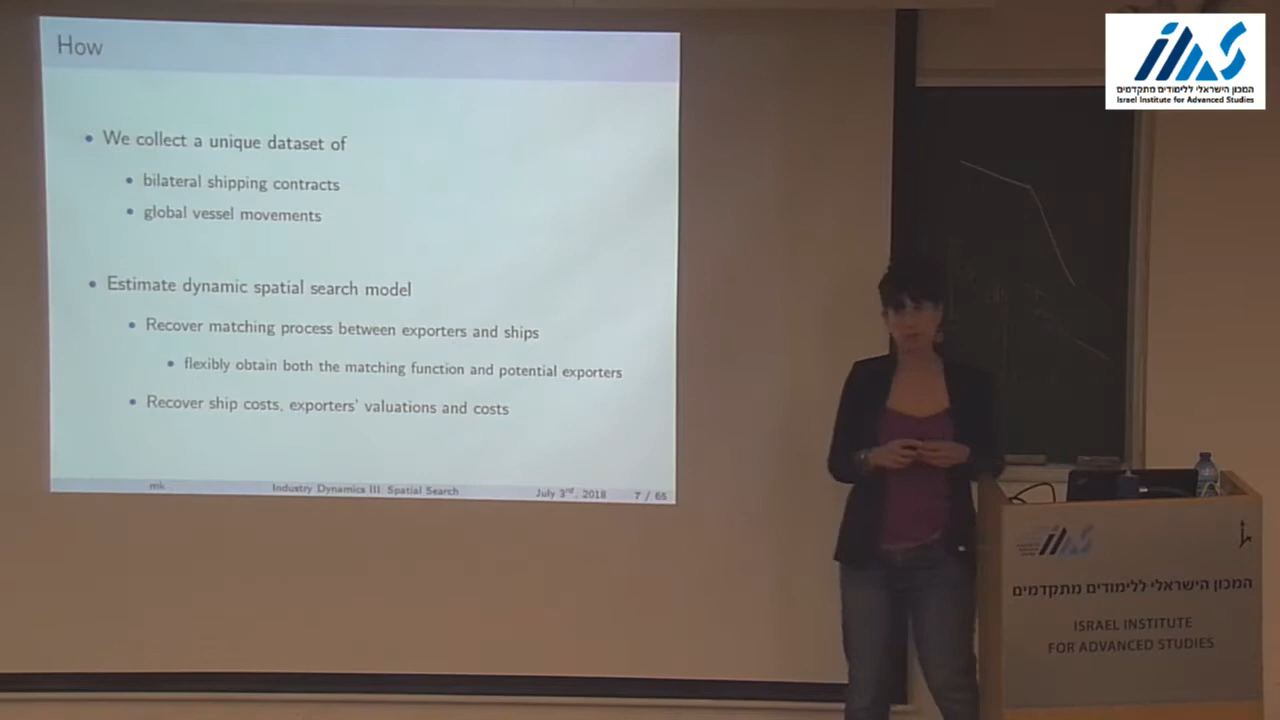 How
• We collect a unique dataset of
• bilateral shipping contracts
• global vessel movements
• Estimate dynamic spatial search model
• Recover matching process between exporters and ships
• flexibly obtain both the matching function and potential exporters
• Recover ship costs, exporters' valuations and costs
mk Industry Dynamics III Spatial Search July 3rd, 2018 7 / 65
המכון הישראלי ללימודים מתקדמים
Israel Institute for Advanced Studies
המכון הישראלי ללימודים מתקדמים
ISRAEL INSTITUTE
FOR ADVANCED STUDIES